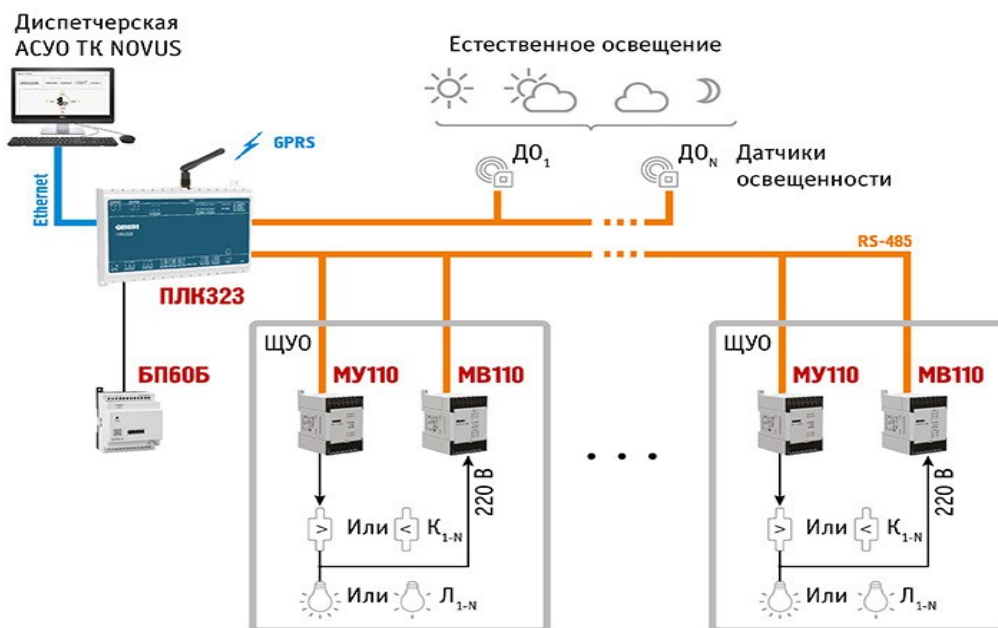 Диспетчерская
АСУО ТК NOVUS
Естественное освещение
GPRS
Ethernet
ДО1
ДОN
Датчики
освещенности
RS-485
ПЛК323
БП60Б
ЩУО
МУ110
МВ110
220 В
Или
К1-N
Или
Л1-N
. . .
ЩУО
МУ110
МВ110
220 В
Или
К1-N
Или
Л1-N